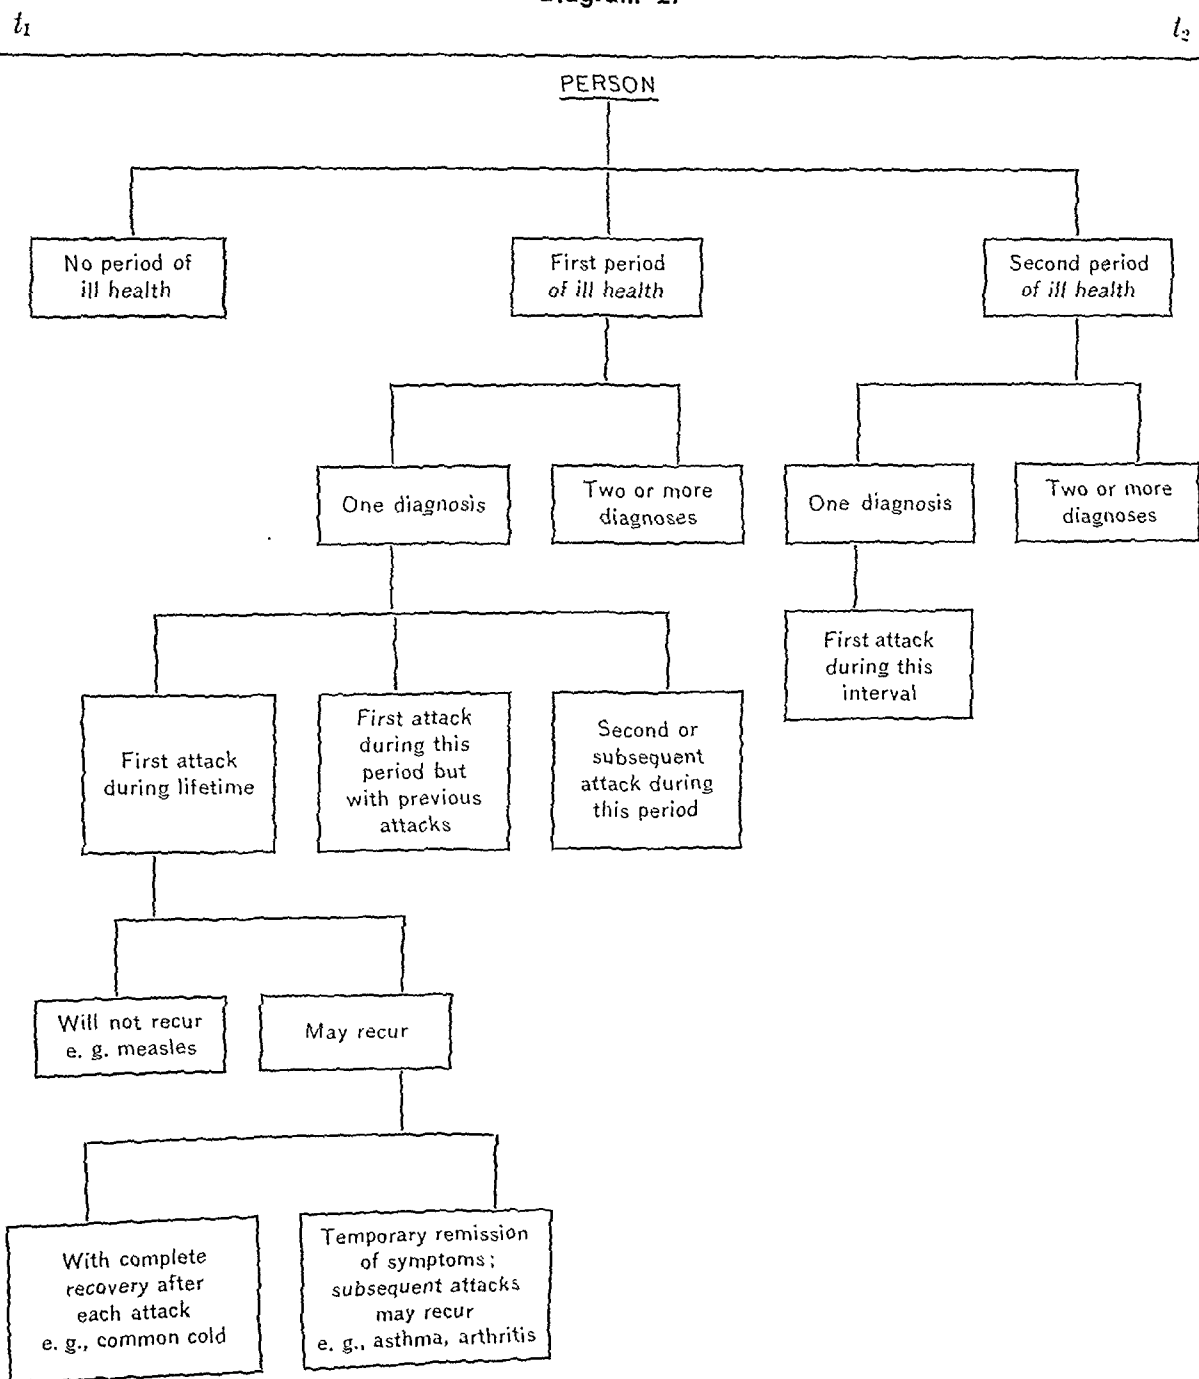 t1 t2
PERSON
No period of
ill health
First period
of ill health
Second period
of ill health
One diagnosis
Two or more
diagnoses
One diagnosis
Two or more
diagnoses
First attack
during lifetime
First attack
during this
period but
with previous
attacks
Second or
subsequent
attack during
this period
First attack
during this
interval
Will not recur
e. g. measles
May recur
With complete
recovery after
each attack
e. g., common cold
Temporary remission
of symptoms;
subsequent attacks
may recur
e. g., asthma, arthritis